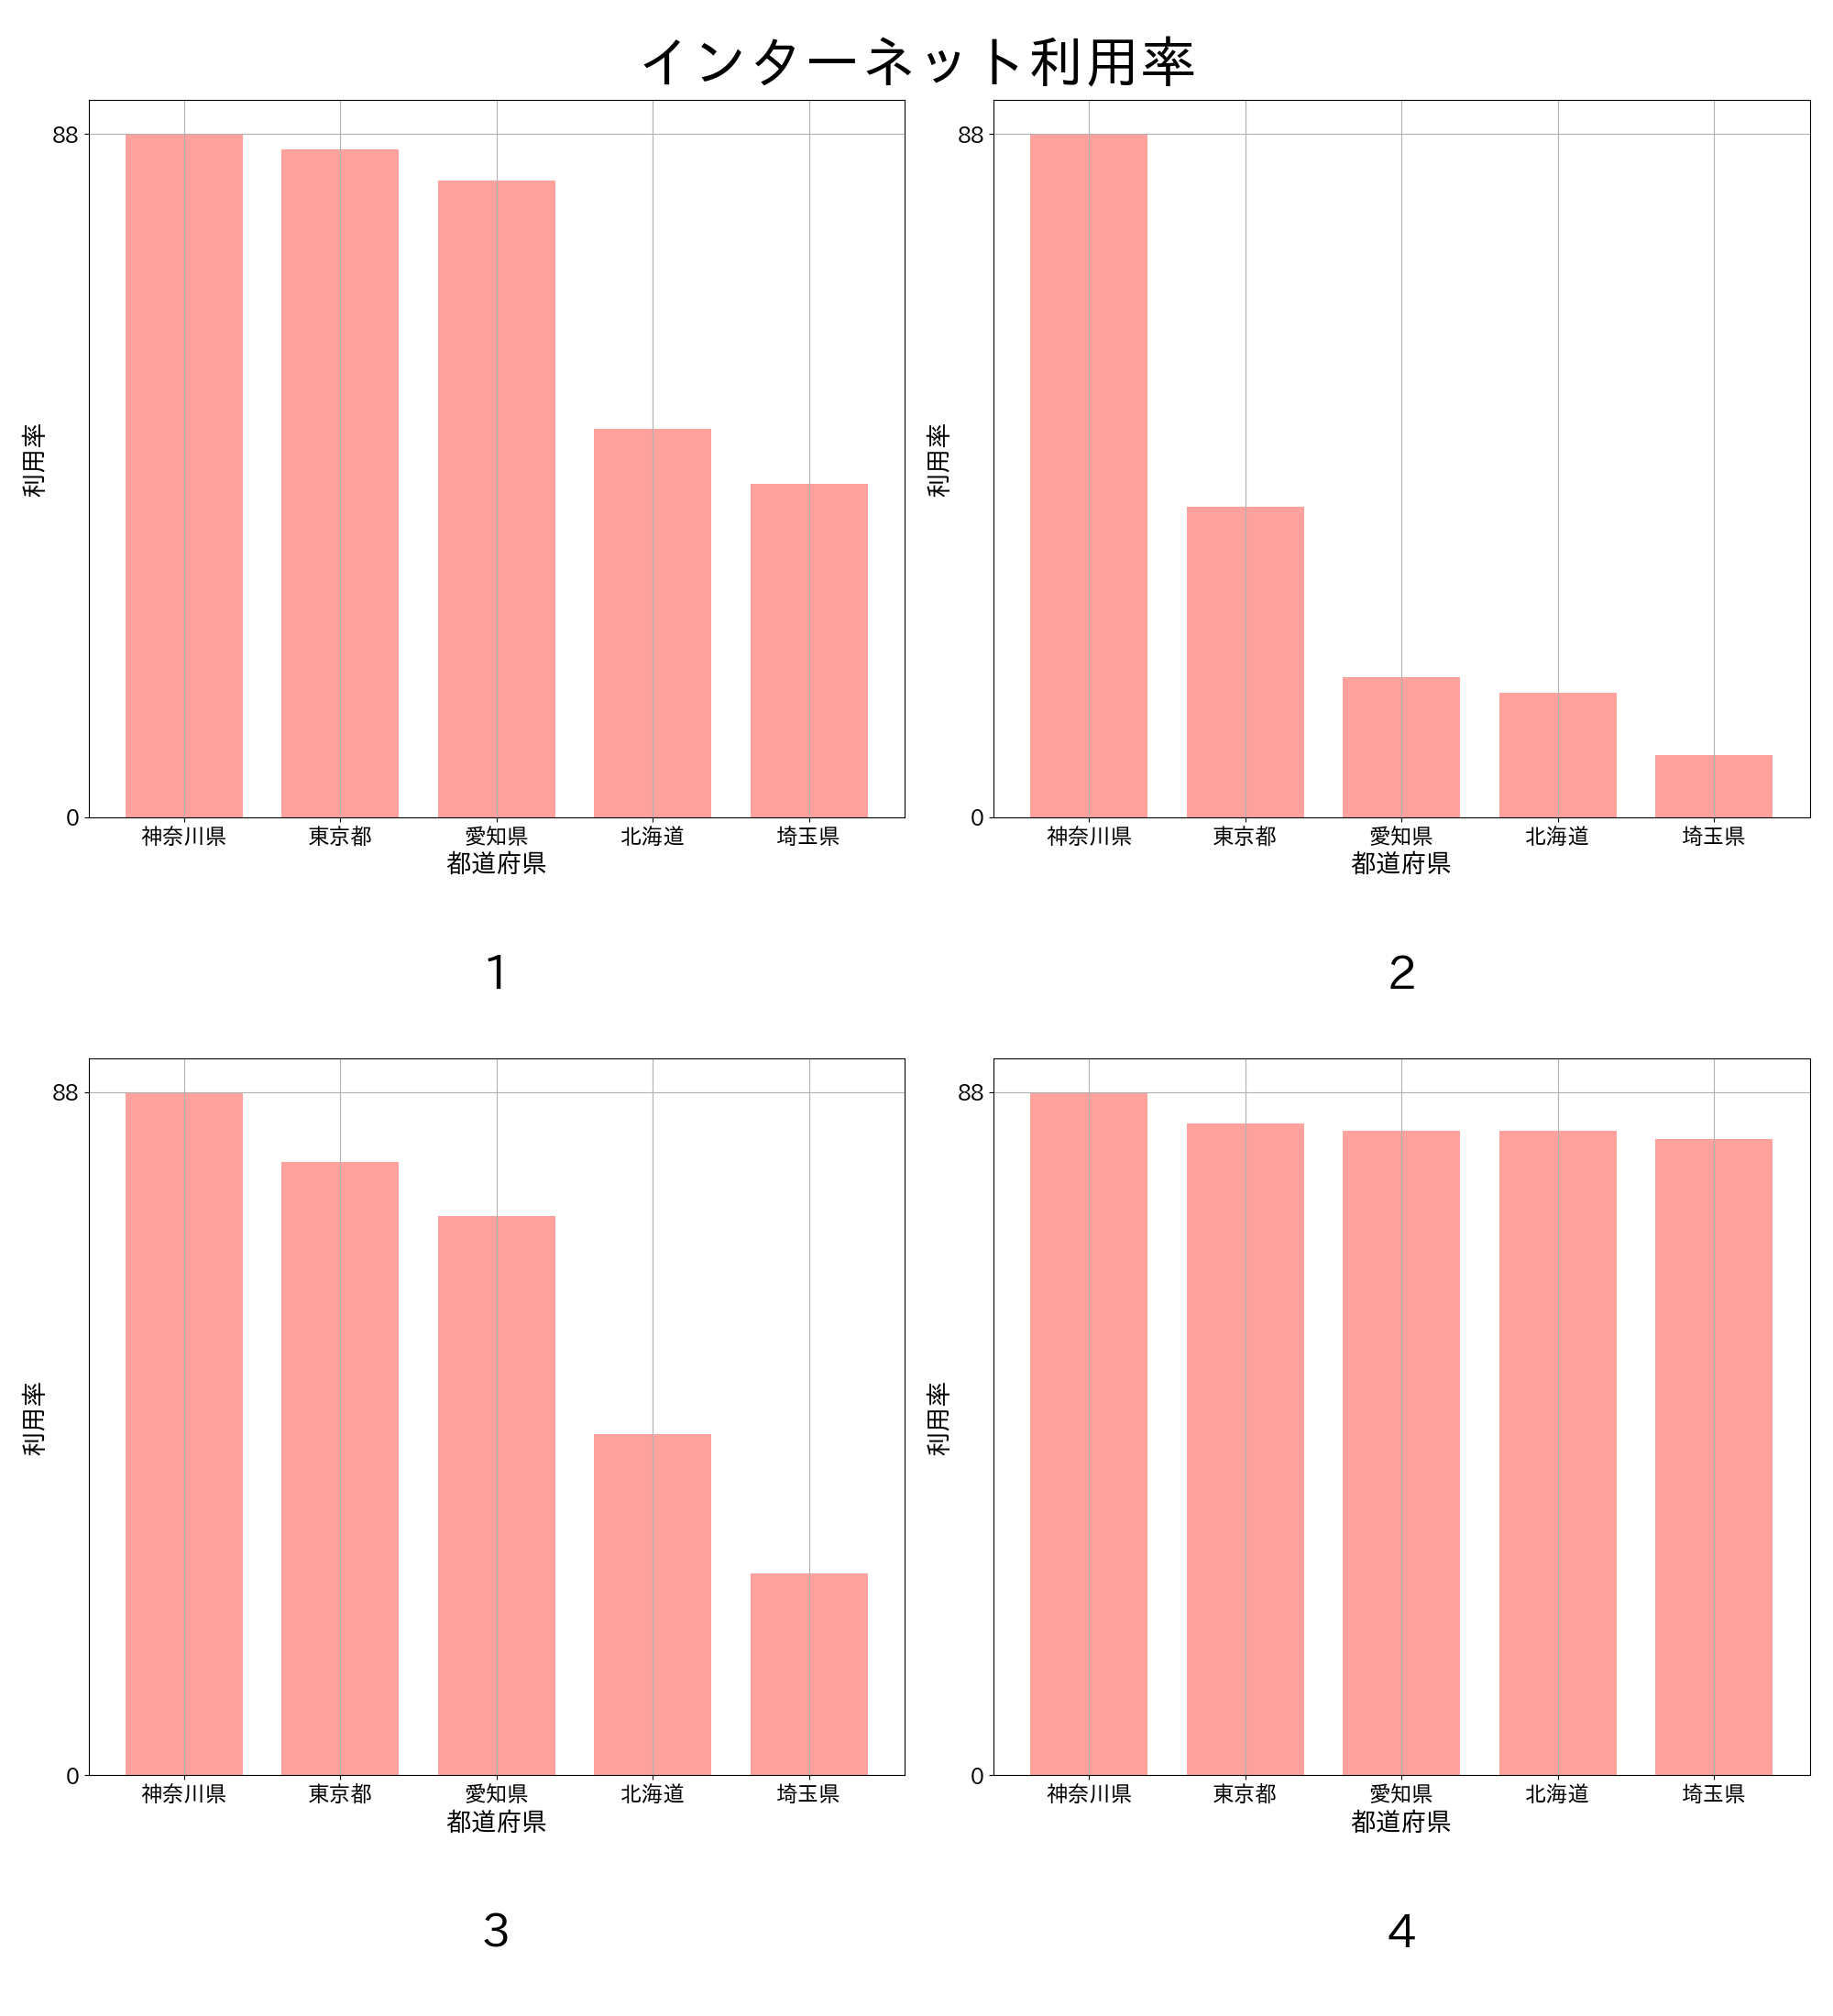 インターネット利用率
88
0
利用率
神奈川県 東京都 愛知県 北海道 埼玉県
都道府県
1
88
0
利用率
神奈川県 東京都 愛知県 北海道 埼玉県
都道府県
2
88
0
利用率
神奈川県 東京都 愛知県 北海道 埼玉県
都道府県
3
88
0
利用率
神奈川県 東京都 愛知県 北海道 埼玉県
都道府県
4